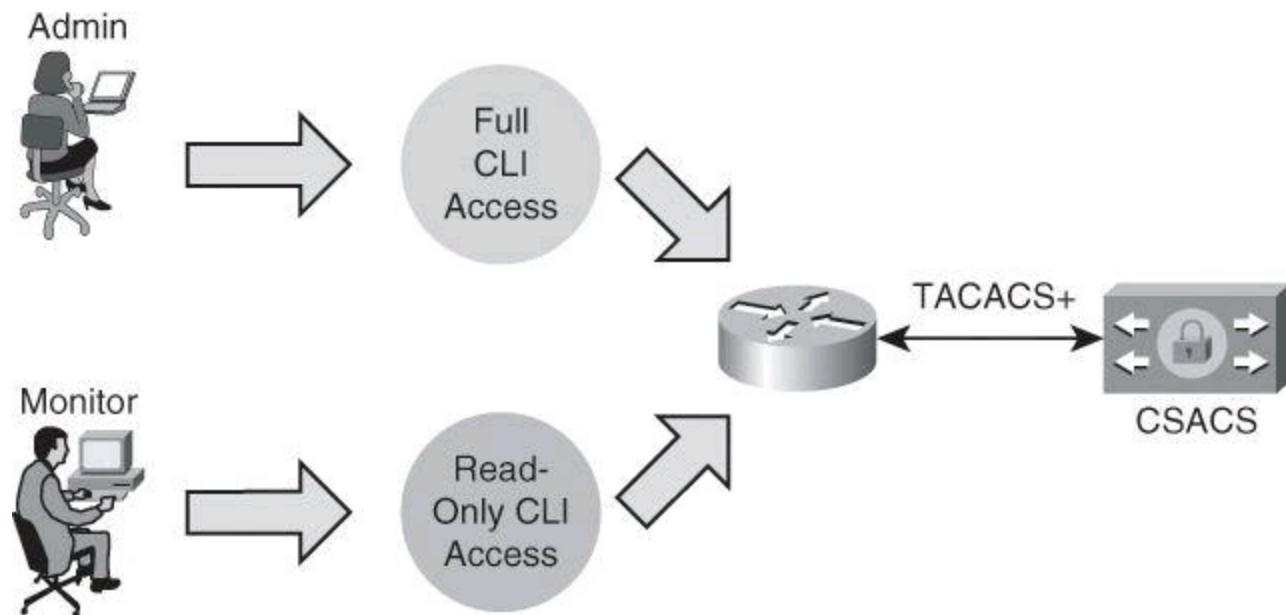 Admin
Full
CLI
Access
TACACS+
CSACS
Monitor
Read-
Only CLI
Access